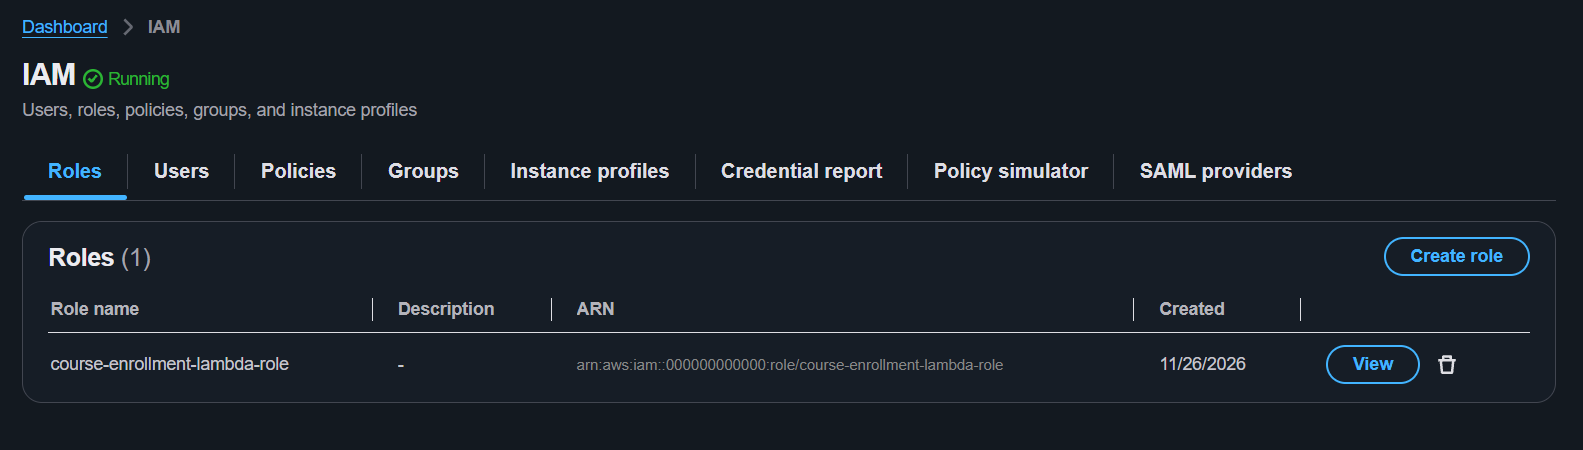 Dashboard > IAM
IAM Running
Users, roles, policies, groups, and instance profiles
Roles Users Policies Groups Instance profiles Credential report Policy simulator SAML providers
Roles (1) Create role
Role name Description ARN Created
course-enrollment-lambda-role - arn:aws:iam::000000000000:role/course-enrollment-lambda-role 11/26/2026 View